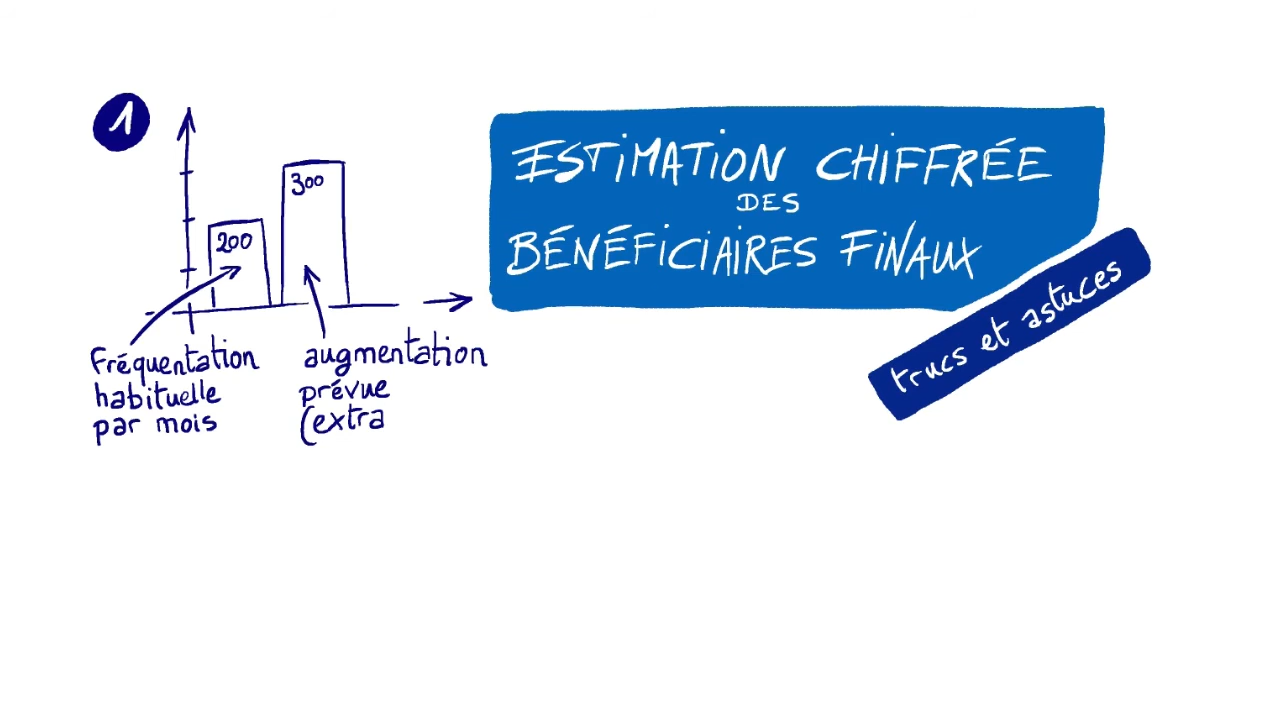 1
300
200
Fréquentation
habituelle
par mois
augmentation
prévue
(extra
ESTIMATION CHIFFRÉE
DES
BÉNÉFICIAIRES FINAUX
trucs et astuces